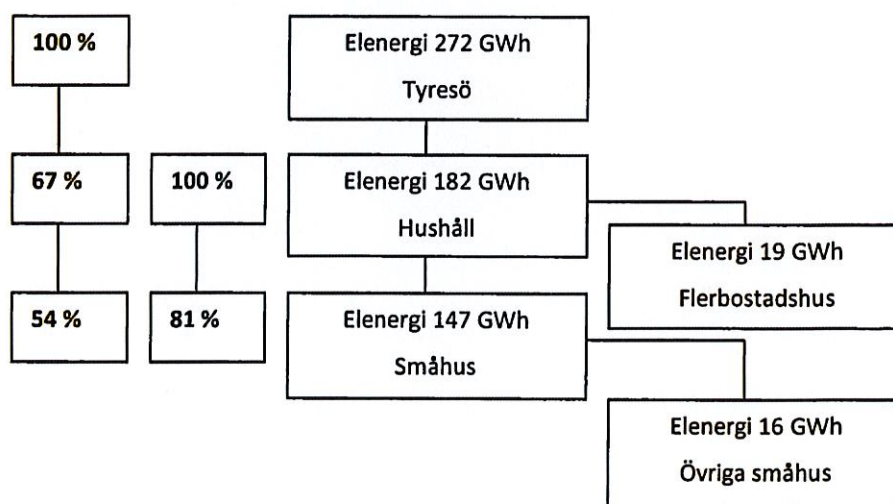 100 %
Elenergi 272 GWh
Tyresö
67 %
100 %
Elenergi 182 GWh
Hushåll
Elenergi 19 GWh
Flerbostadshus
54 %
81 %
Elenergi 147 GWh
Småhus
Elenergi 16 GWh
Övriga småhus